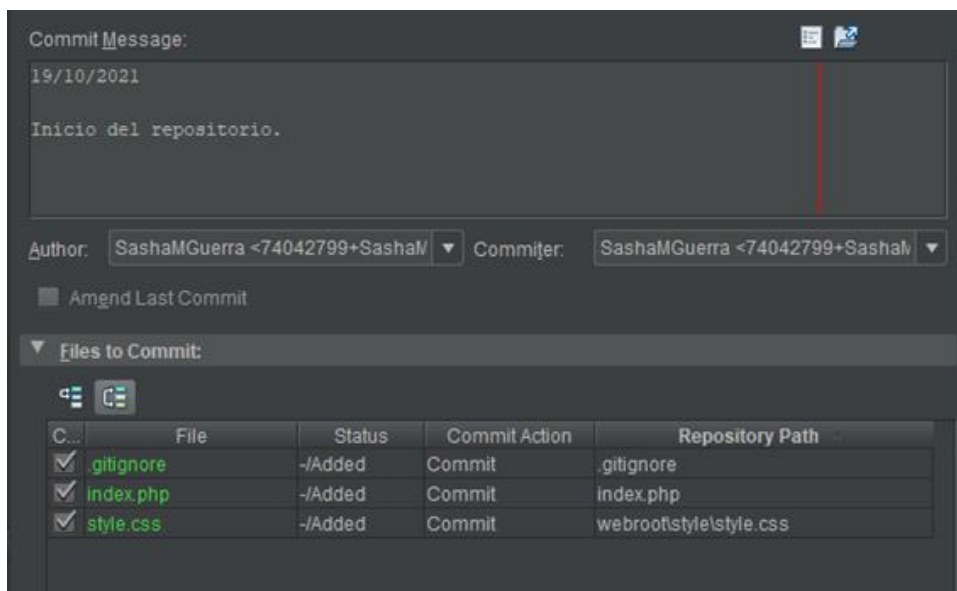 Commit Message:
19/10/2021
Inicio del repositorio.
Author: SashaMGuerra <74042799+SashaM Commiter: SashaMGuerra <74042799+SashaM
Amend Last Commit
Files to Commit:
C... File Status Commit Action Repository Path
.gitignore -/Added Commit .gitignore
index.php -/Added Commit index.php
style.css -/Added Commit webroot\style\style.css